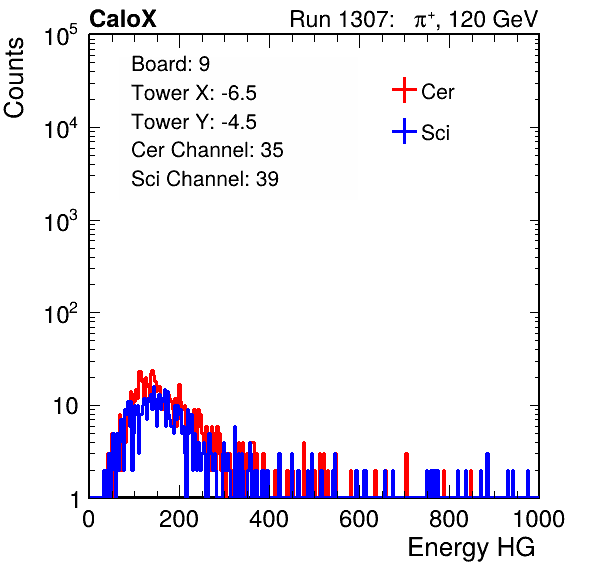 CaloX Run 1307: π⁺, 120 GeV
Counts
10⁵
10⁴
10³
10²
10
1
Board: 9
Tower X: -6.5
Tower Y: -4.5
Cer Channel: 35
Sci Channel: 39
Cer
Sci
0 200 400 600 800 1000
Energy HG